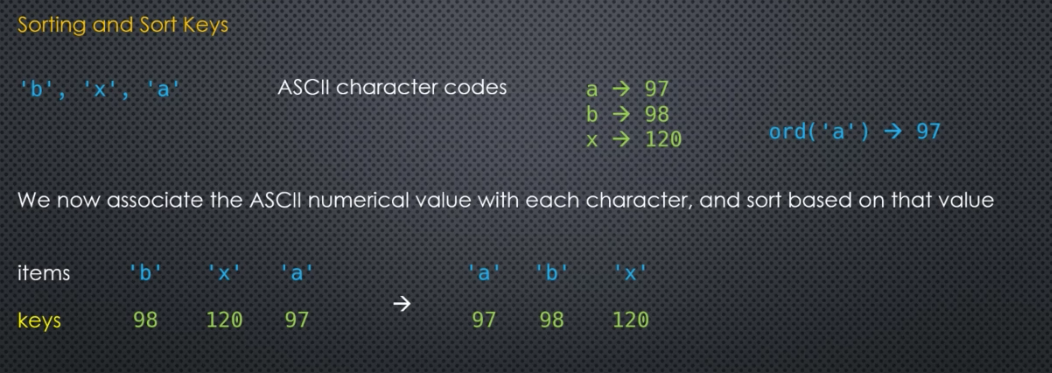 Sorting and Sort Keys
'b', 'x', 'a' ASCII character codes a → 97
b → 98
ord('a') → 97
x → 120
We now associate the ASCII numerical value with each character, and sort based on that value
items 'b' 'x' 'a' 'a' 'b' 'x'
→
keys 98 120 97 97 98 120